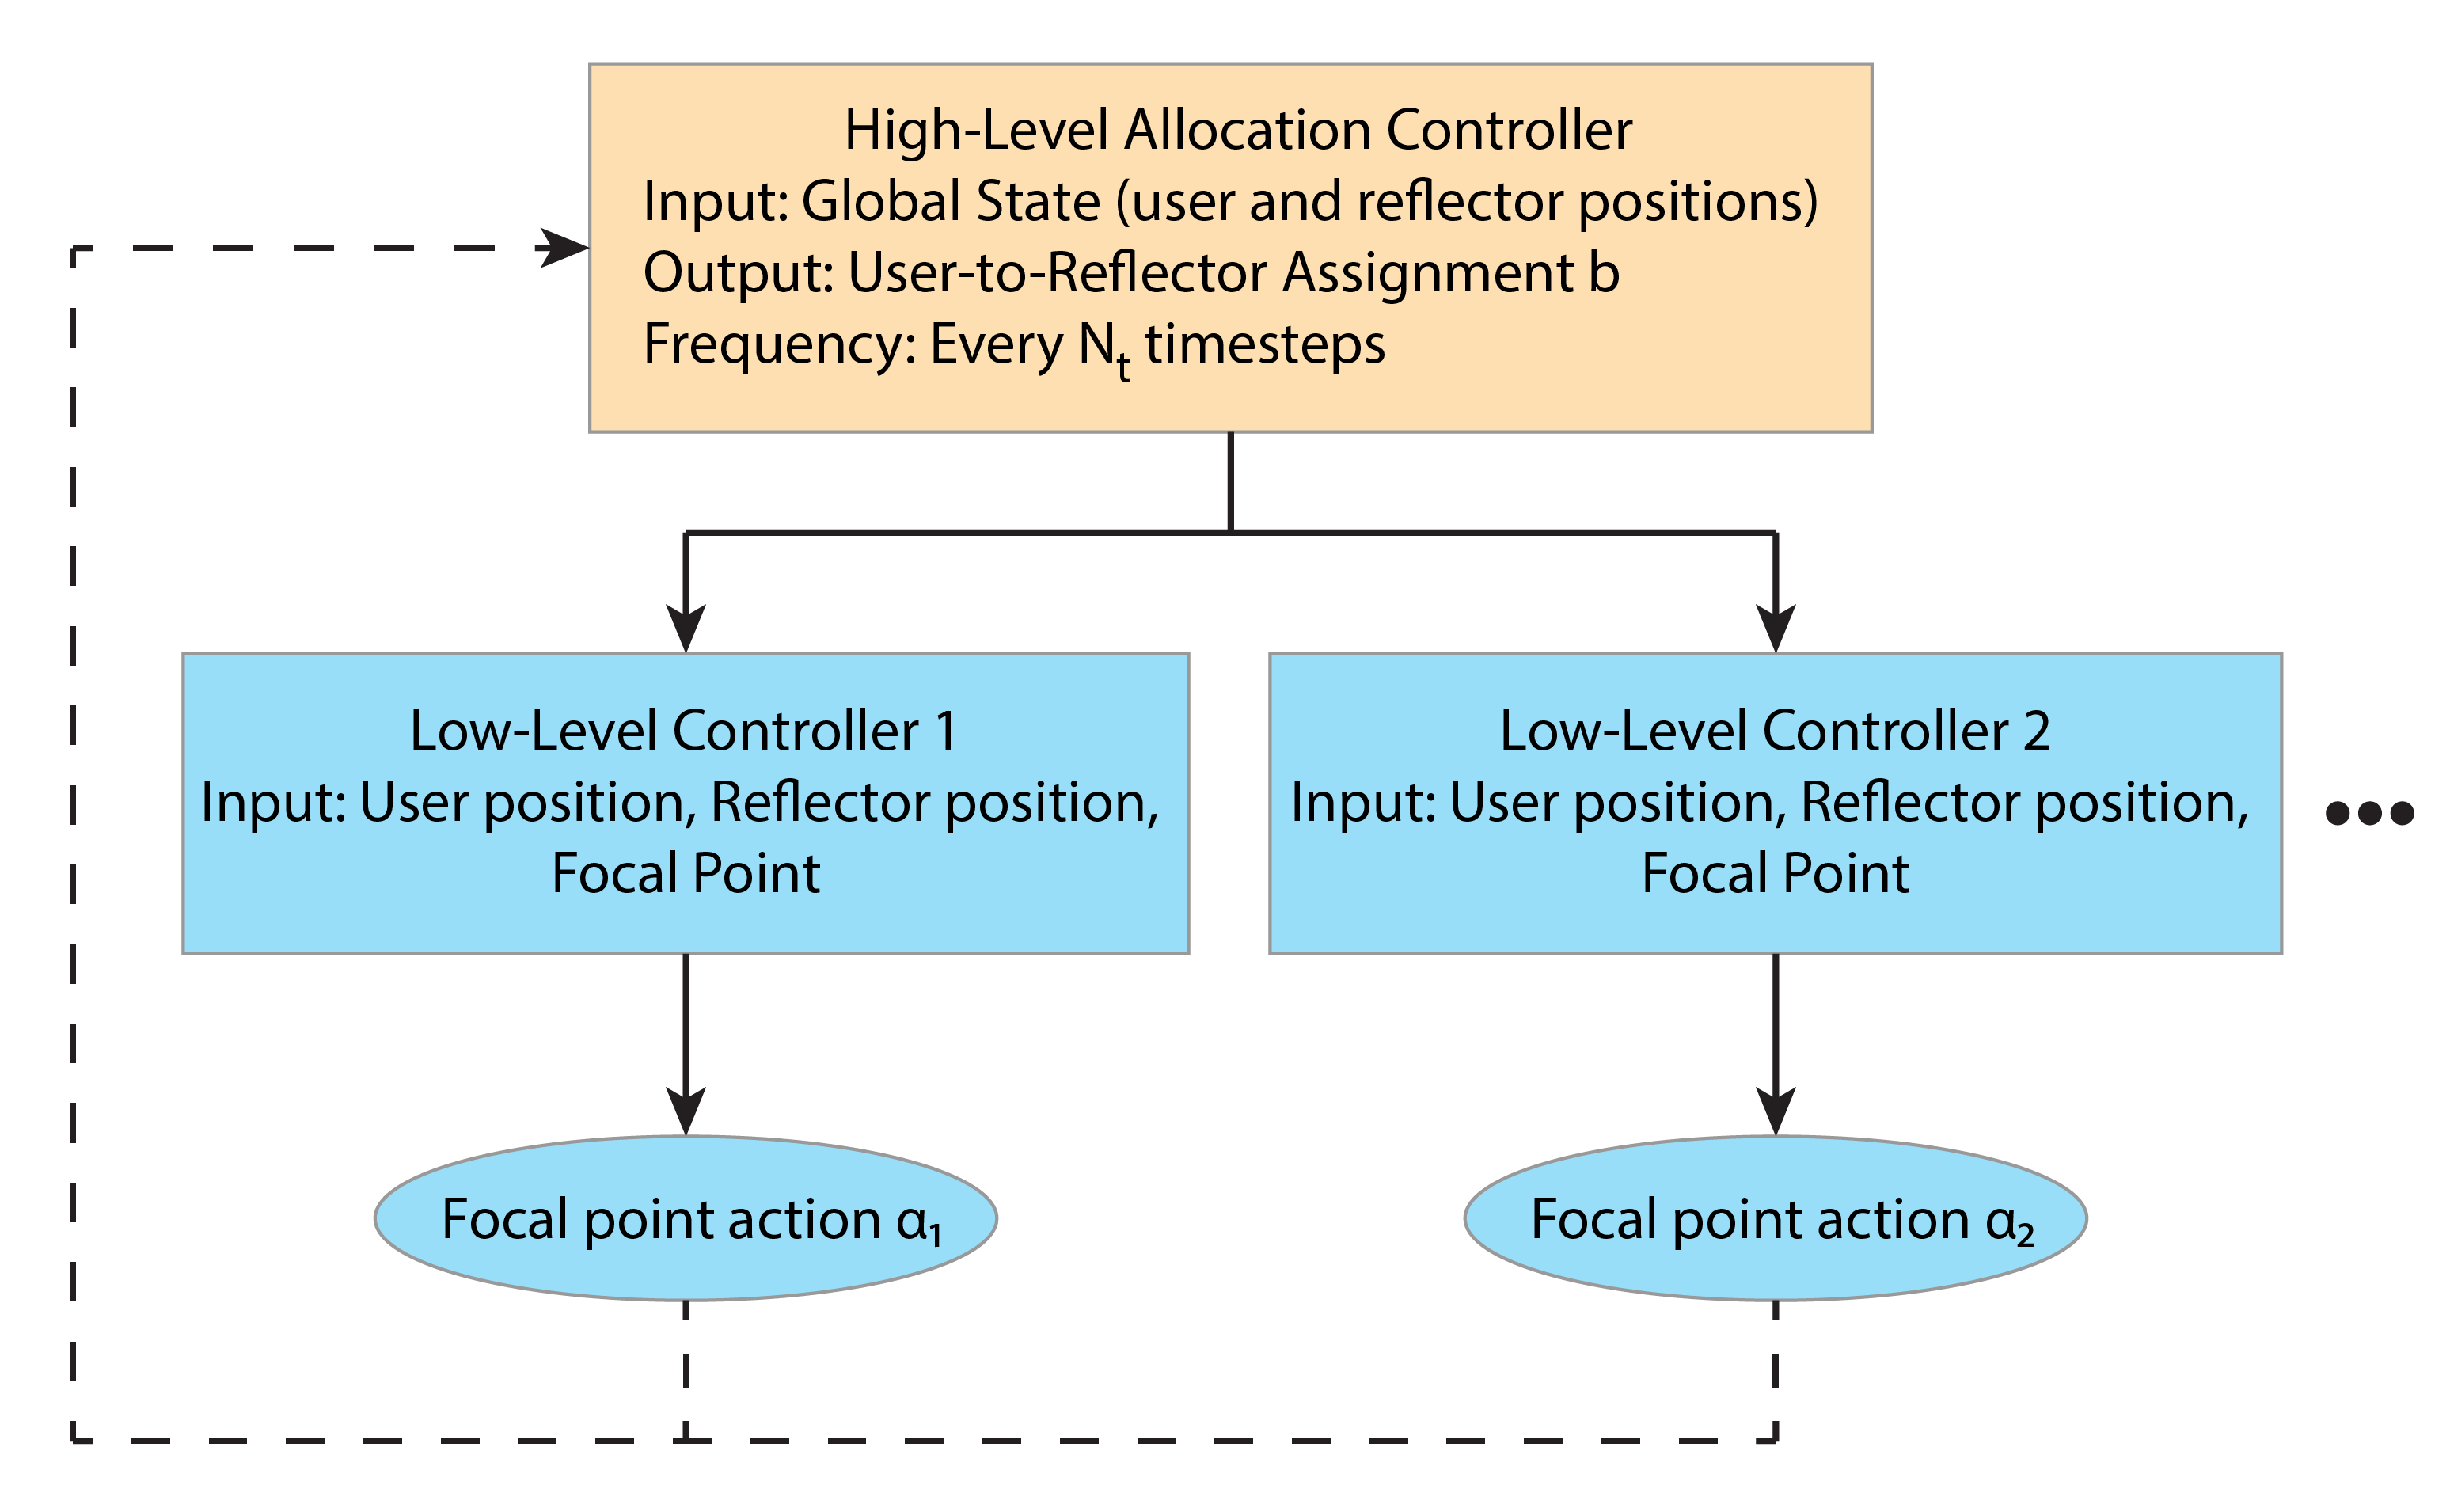 High-Level Allocation Controller
Input: Global State (user and reflector positions)
Output: User-to-Reflector Assignment b
Frequency: Every Nt timesteps
Low-Level Controller 1
Input: User position, Reflector position,
Focal Point
Low-Level Controller 2
Input: User position, Reflector position,
Focal Point
•••
Focal point action α₁
Focal point action α₂